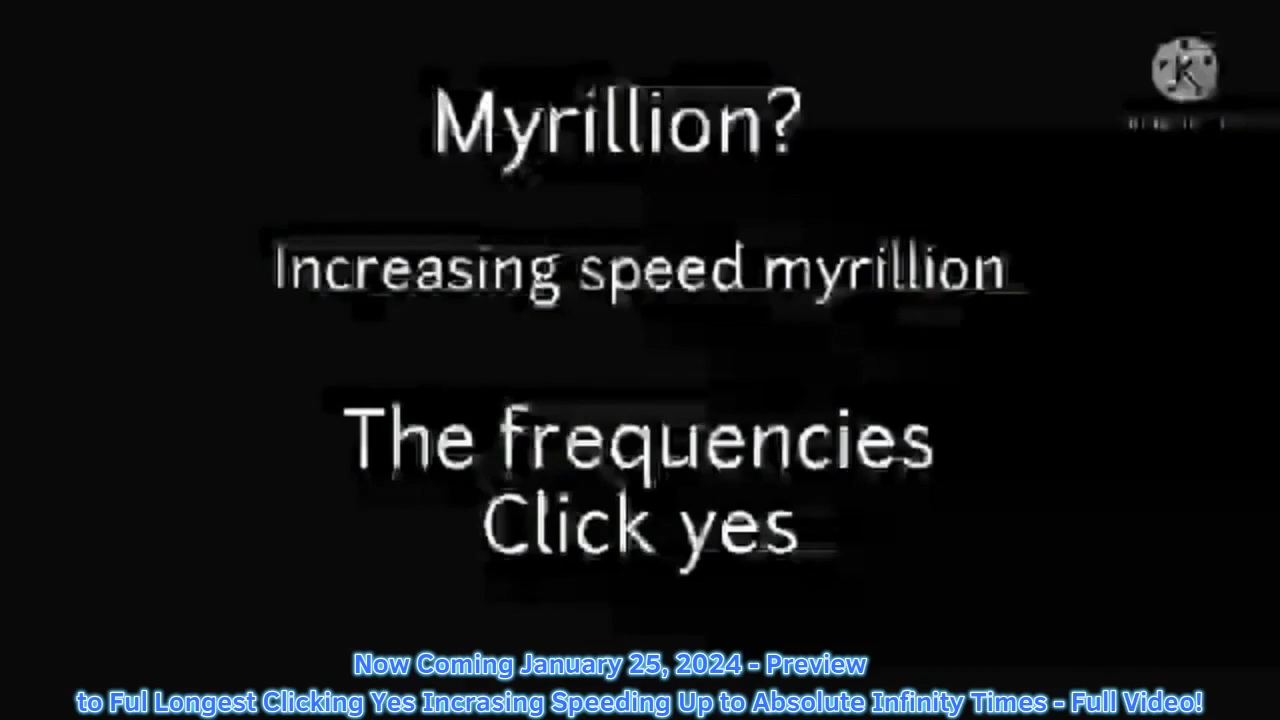 Myrillion?
Increasing speed myrillion
The frequencies
Click yes
Now Coming January 25, 2024 - Preview
to Ful Longest Clicking Yes Incrasing Speeding Up to Absolute Infinity Times - Full Video!